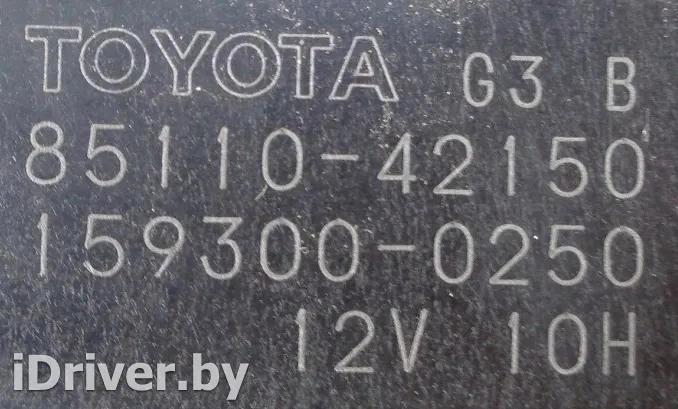 TOYOTA G3 B
85110-42150
159300-0250
12V 10H
iDriver.by